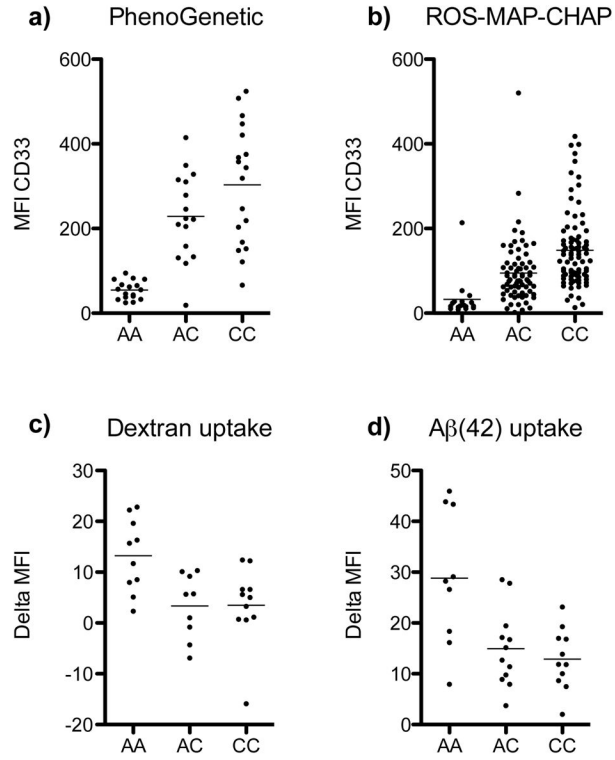 a) PhenoGenetic
b) ROS-MAP-CHAP
600
400
200
0
MFI CD33
AA AC CC
600
400
200
0
MFI CD33
AA AC CC
c) Dextran uptake
d) Aβ(42) uptake
30
20
10
0
-10
-20
Delta MFI
AA AC CC
50
40
30
20
10
0
Delta MFI
AA AC CC